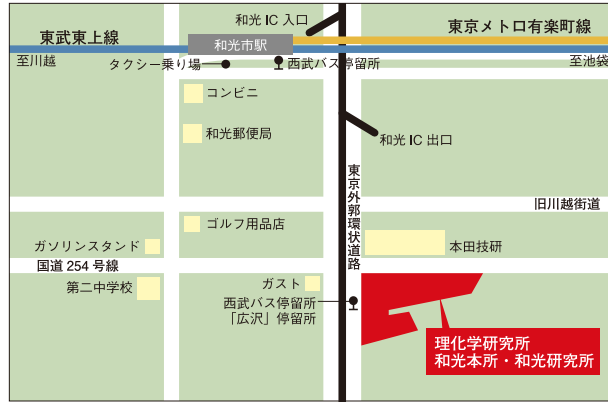 和光 IC 入口
東武東上線
和光市駅
東京メトロ有楽町線
至川越
タクシー乗り場
西武バス停留所
至池袋
コンビニ
和光郵便局
和光 IC 出口
東京外郭環状道路
旧川越街道
ゴルフ用品店
ガソリンスタンド
本田技研
国道 254 号線
第二中学校
ガスト
西武バス停留所
「広沢」停留所
理化学研究所
和光本所・和光研究所